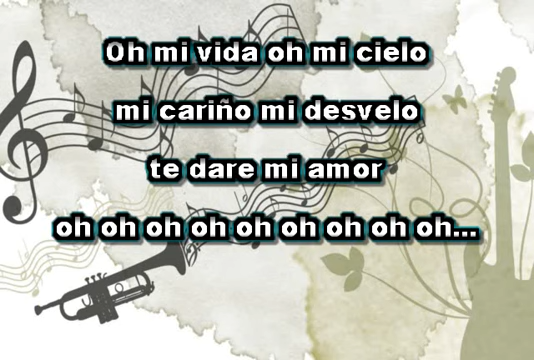 Oh mi vida oh mi cielo
mi cariño mi desvelo
te dare mi amor
oh oh oh oh oh oh oh oh oh...